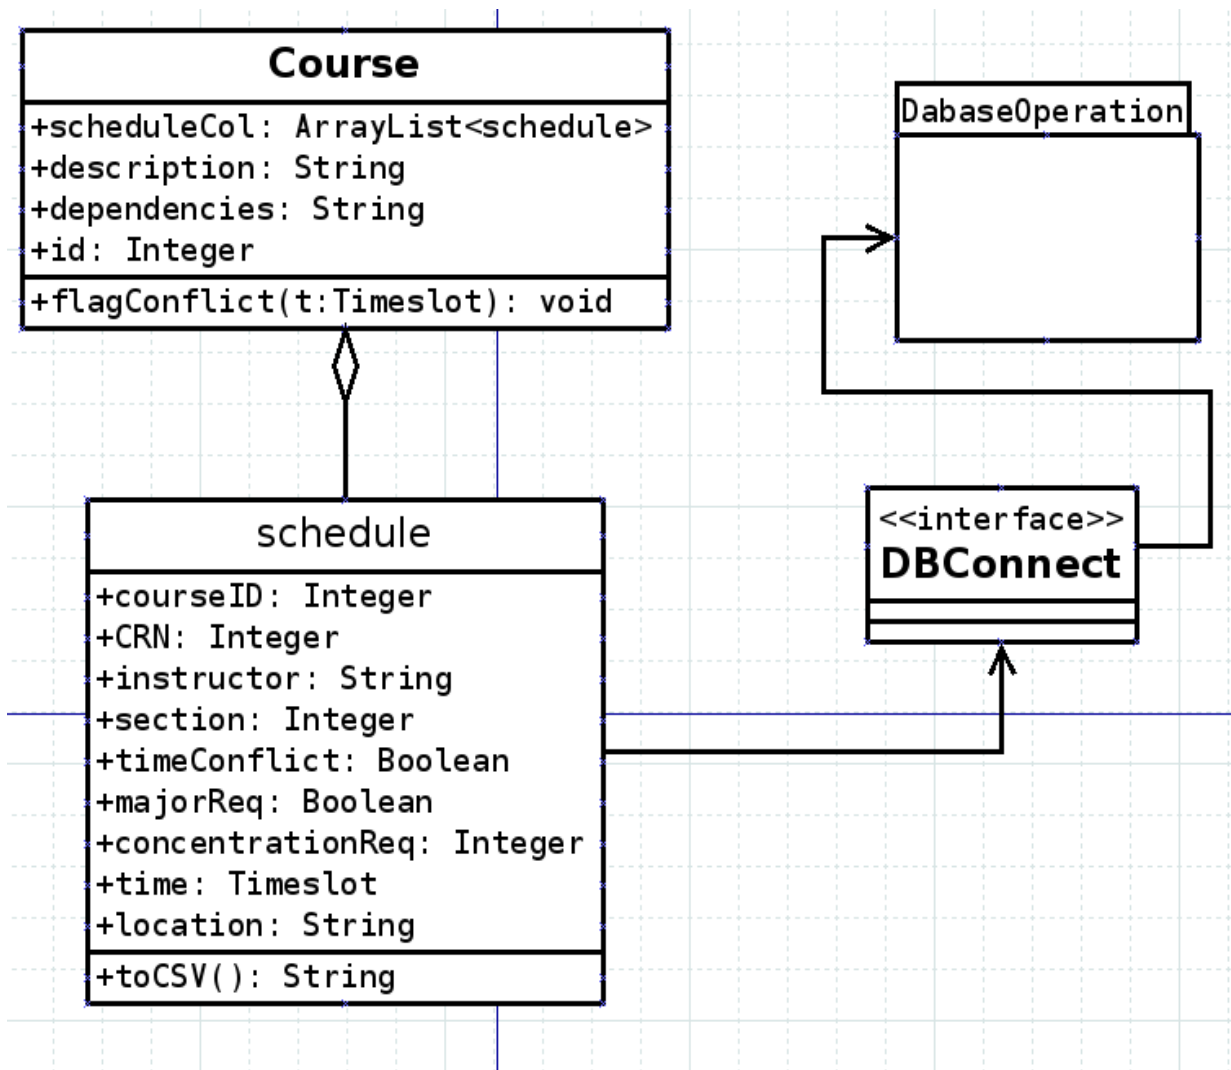 Course
+scheduleCol: ArrayList<schedule>
+description: String
+dependencies: String
+id: Integer
+flagConflict(t:Timeslot): void
DabaseOperation
<<interface>>
DBConnect
schedule
+courseID: Integer
+CRN: Integer
+instructor: String
+section: Integer
+timeConflict: Boolean
+majorReq: Boolean
+concentrationReq: Integer
+time: Timeslot
+location: String
+toCSV(): String